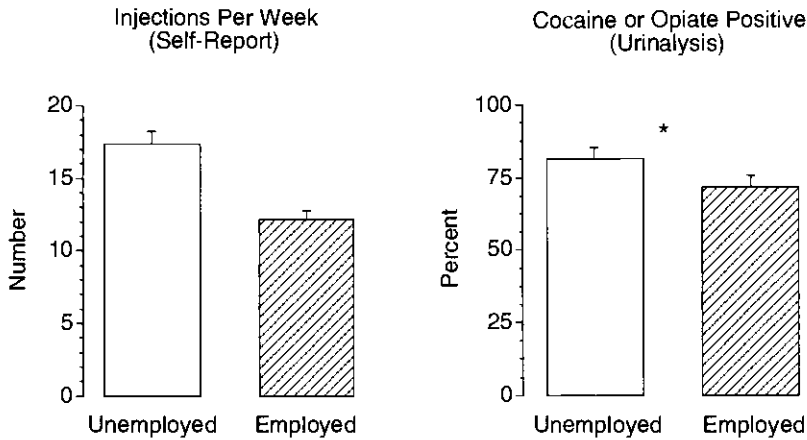 Injections Per Week
(Self-Report)
Number
20
15
10
5
0
Unemployed Employed
Cocaine or Opiate Positive
(Urinalysis)
Percent
100
75
50
25
0
*
Unemployed Employed